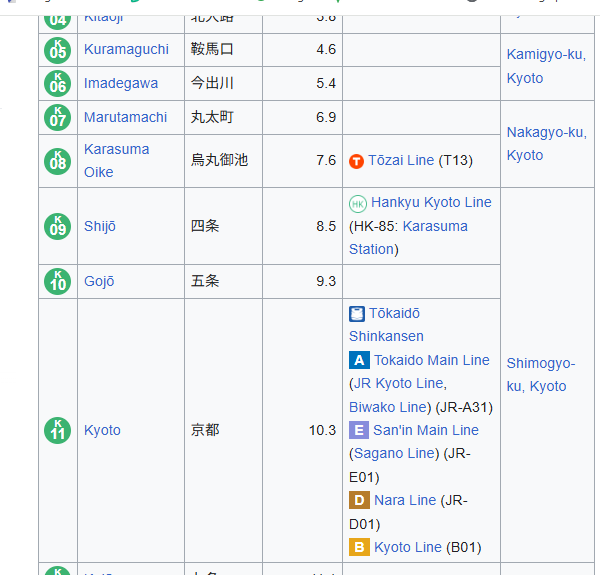 04 Kitaōji 北大路 3.8
K 05 Kuramaguchi 鞍馬口 4.6
Kamigyo-ku,
Kyoto
K 06 Imadegawa 今出川 5.4
K 07 Marutamachi 丸太町 6.9
Nakagyo-ku,
Kyoto
K 08 Karasuma
Oike 烏丸御池 7.6 T Tōzai Line (T13)
K 09 Shijō 四条 8.5
HK Hankyu Kyoto Line
(HK-85: Karasuma
Station)
K 10 Gojō 五条 9.3
K 11 Kyoto 京都 10.3
Tōkaidō
Shinkansen
A Tokaido Main Line
(JR Kyoto Line,
Biwako Line) (JR-A31)
E San'in Main Line
(Sagano Line) (JR-
E01)
D Nara Line (JR-
D01)
B Kyoto Line (B01)
Shimogyo-
ku, Kyoto
K